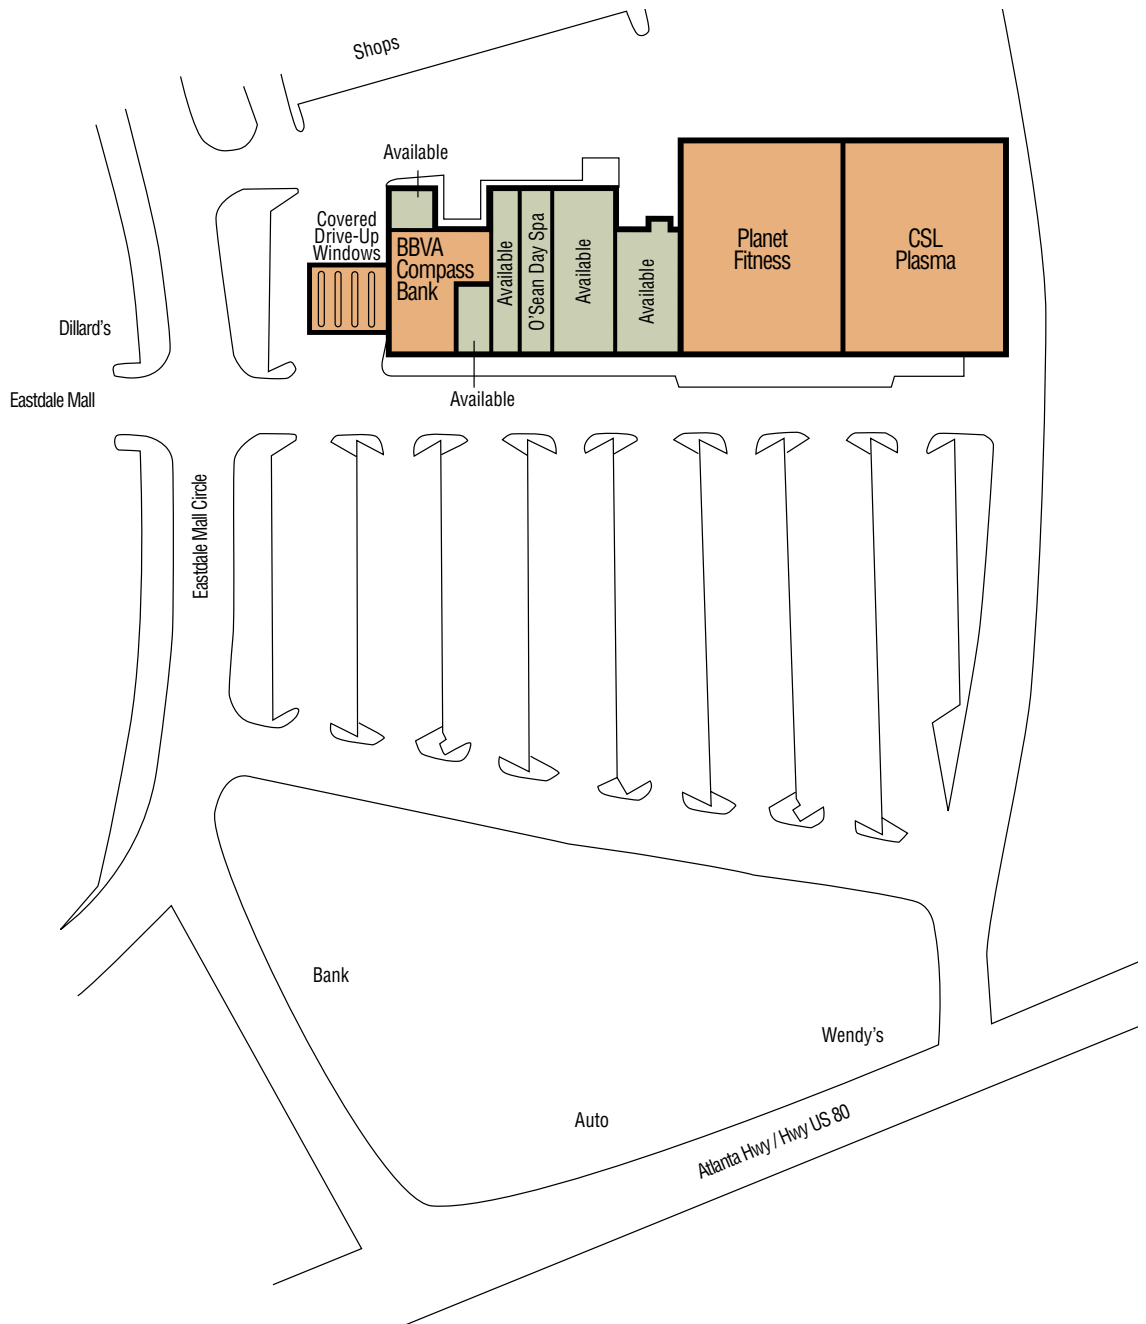 Shops
Available
Covered
Drive-Up
Windows
BBVA
Compass
Bank
Available
O'Sean Day Spa
Available
Available
Planet
Fitness
CSL
Plasma
Dillard's
Available
Eastdale Mall
Eastdale Mall Circle
Bank
Wendy's
Auto
Atlanta Hwy / Hwy US 80